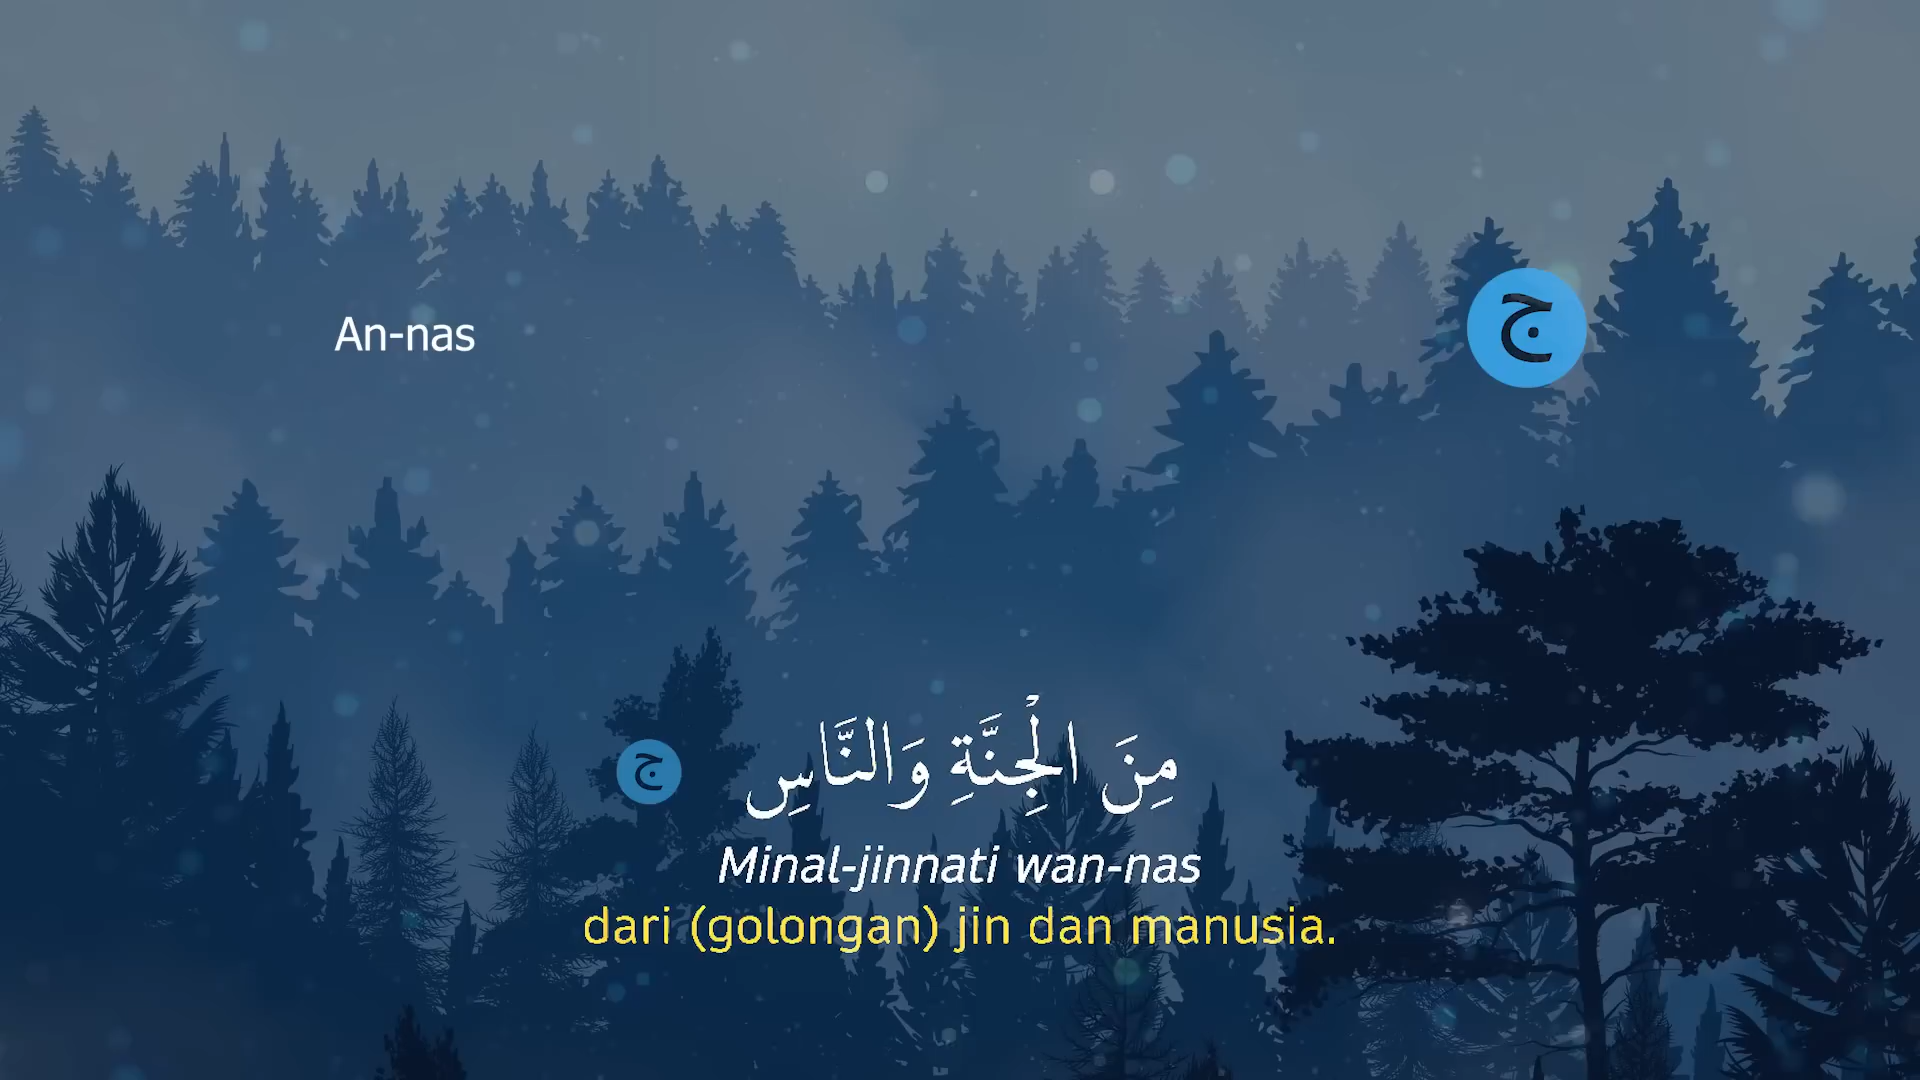 An-nas
ج
مِنَ الْجِنَّةِ وَالنَّاسِ ج
Minal-jinnati wan-nas
dari (golongan) jin dan manusia.